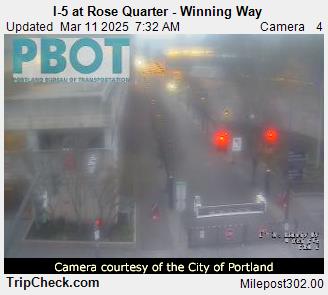 I-5 at Rose Quarter - Winning Way
Updated  Mar 11 2025  7:32 AM
Camera  4
PBOT
PORTLAND BUREAU OF TRANSPORTATION
Camera courtesy of the City of Portland
TripCheck.com
Milepost302.00